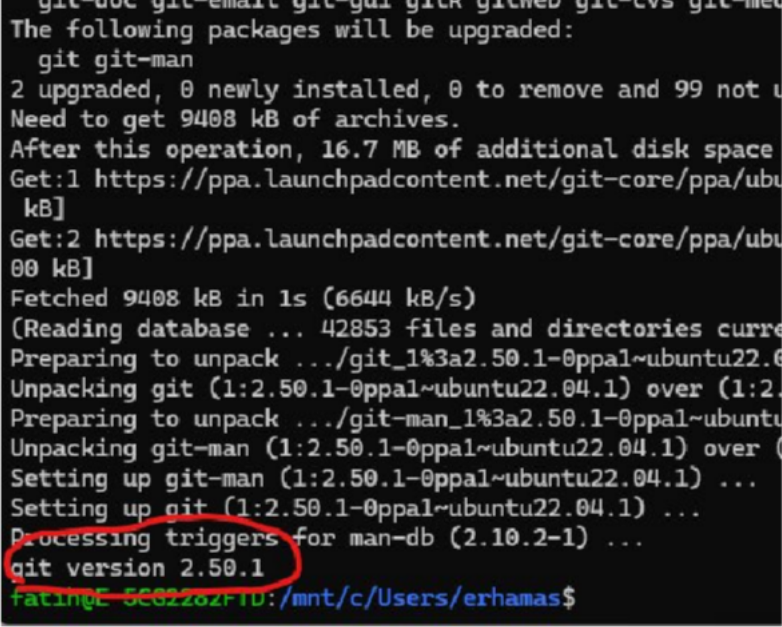 git-doc git-email git-gui gitk gitweb git-cvs git-me
The following packages will be upgraded:
git git-man
2 upgraded, 0 newly installed, 0 to remove and 99 not u
Need to get 9408 kB of archives.
After this operation, 16.7 MB of additional disk space
Get:1 https://ppa.launchpadcontent.net/git-core/ppa/ubu
kB]
Get:2 https://ppa.launchpadcontent.net/git-core/ppa/ubu
00 kB]
Fetched 9408 kB in 1s (6644 kB/s)
(Reading database ... 42853 files and directories curre
Preparing to unpack .../git_1%3a2.50.1-0ppa1~ubuntu22.0
Unpacking git (1:2.50.1-0ppa1~ubuntu22.04.1) over (1:2
Preparing to unpack .../git-man_1%3a2.50.1-0ppa1~ubunt
Unpacking git-man (1:2.50.1-0ppa1~ubuntu22.04.1) over (
Setting up git-man (1:2.50.1-0ppa1~ubuntu22.04.1) ...
Setting up git (1:2.50.1-0ppa1~ubuntu22.04.1) ...
Processing triggers for man-db (2.10.2-1) ...
git version 2.50.1
fatih@E-5CG2282FTD:/mnt/c/Users/erhamas$